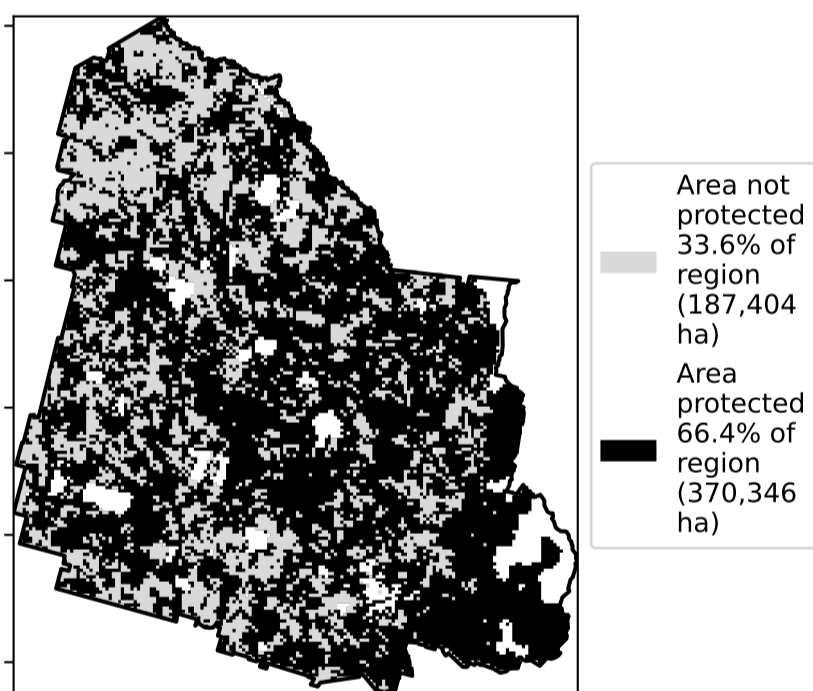 Area not
protected
33.6% of
region
(187,404
ha)
Area
protected
66.4% of
region
(370,346
ha)